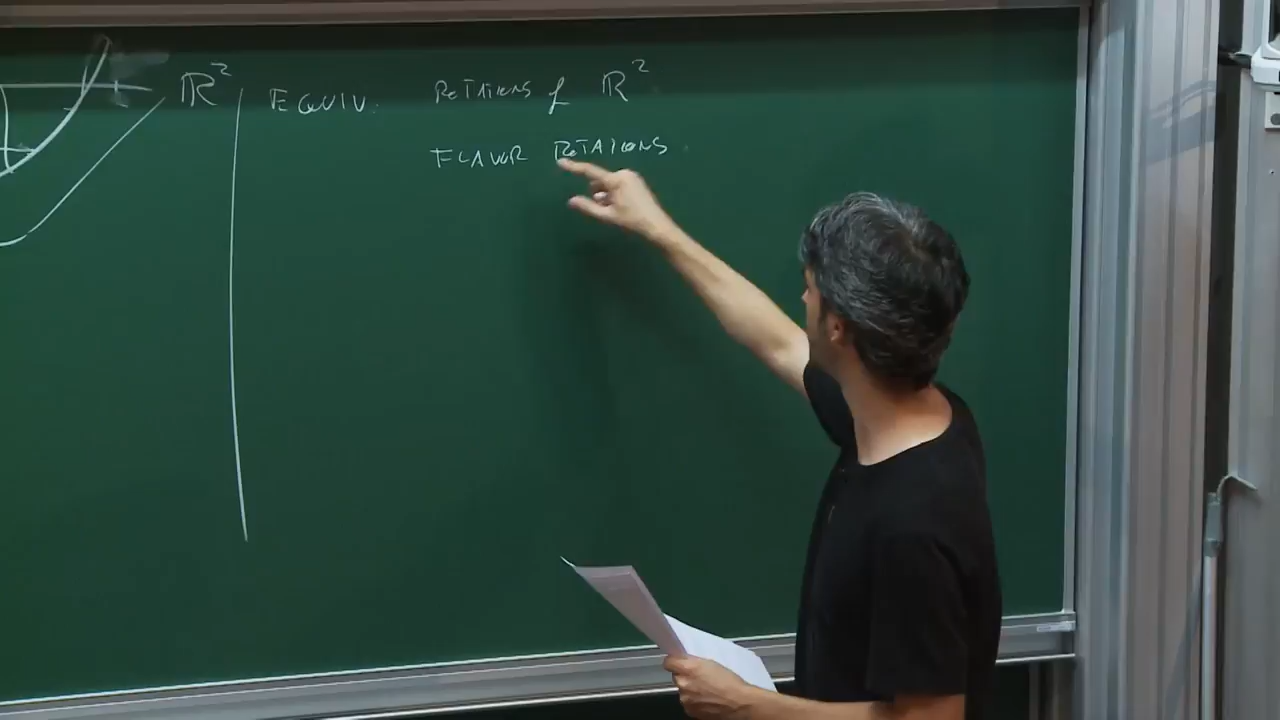 ℝ² EQUIV. ROTATIONS of ℝ²
FLAVOR ROTATIONS